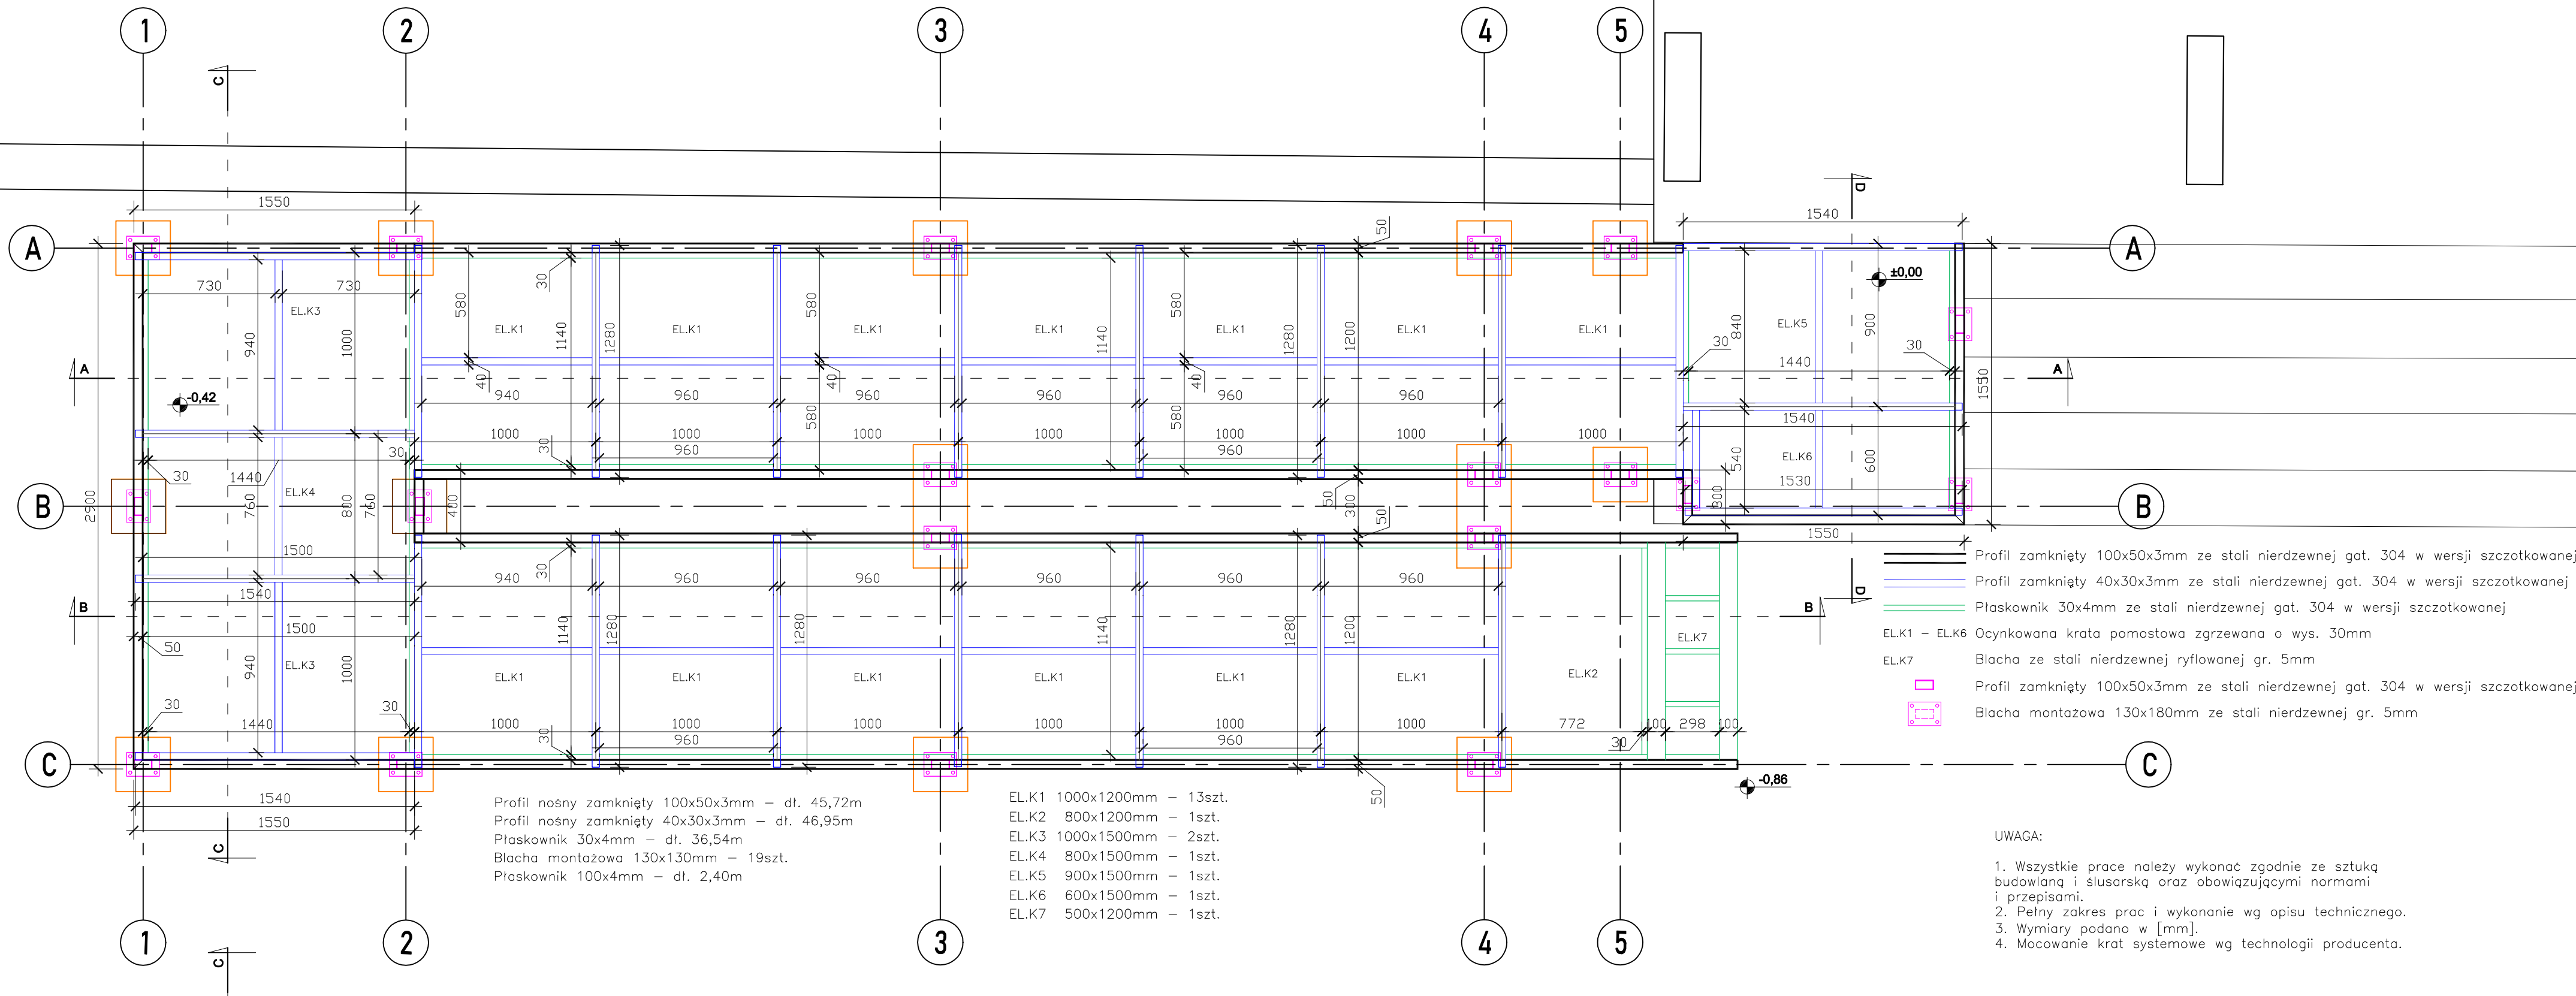 1 2 3 4 5
C
D
1550 1540
50
A A
30
±0,00
730 730
EL.K3
580 EL.K1 1140 1280 EL.K1 580 EL.K1 EL.K1 1140 580 EL.K1 1280 1200 EL.K1 EL.K1
840 EL.K5 900
940 1000
30 1440 30
40 40 40
A A
1550
-0,42
940 960 960 960 960 960
580 580
1540
1000 1000 1000 1000 1000 1000 1000
30
960 960
EL.K6
540 600
30 1440 30
1530
EL.K4
B B
2900 760 800 760 400 50 300 50 300
1500
1550
Profil zamknięty 100x50x3mm ze stali nierdzewnej gat. 304 w wersji szczotkowanej
Profil zamknięty 40x30x3mm ze stali nierdzewnej gat. 304 w wersji szczotkowanej
Płaskownik 30x4mm ze stali nierdzewnej gat. 304 w wersji szczotkowanej
EL.K1 – EL.K6 Ocynkowana krata pomostowa zgrzewana o wys. 30mm
EL.K7 Blacha ze stali nierdzewnej ryflowanej gr. 5mm
Profil zamknięty 100x50x3mm ze stali nierdzewnej gat. 304 w wersji szczotkowanej
Blacha montażowa 130x180mm ze stali nierdzewnej gr. 5mm
30
940 960 960 960 960 960
D
1540
B B
1500
1140 1280 1280 1140 1280 1200
EL.K7
50
940 EL.K3 1000
EL.K1 EL.K1 EL.K1 EL.K1 EL.K1 EL.K1 EL.K2
30 30
1440 1000 1000 1000 1000 1000 1000 772 100 298 100
30 960 960 30
C C
-0,86
50
1540
1550
C
Profil nośny zamknięty 100x50x3mm – dł. 45,72m
Profil nośny zamknięty 40x30x3mm – dł. 46,95m
Płaskownik 30x4mm – dł. 36,54m
Blacha montażowa 130x130mm – 19szt.
Płaskownik 100x4mm – dł. 2,40m
EL.K1 1000x1200mm – 13szt.
EL.K2 800x1200mm – 1szt.
EL.K3 1000x1500mm – 2szt.
EL.K4 800x1500mm – 1szt.
EL.K5 900x1500mm – 1szt.
EL.K6 600x1500mm – 1szt.
EL.K7 500x1200mm – 1szt.
UWAGA:
1. Wszystkie prace należy wykonać zgodnie ze sztuką
budowlaną i ślusarską oraz obowiązującymi normami
i przepisami.
2. Pełny zakres prac i wykonanie wg opisu technicznego.
3. Wymiary podano w [mm].
4. Mocowanie krat systemowe wg technologii producenta.
1 2 3 4 5
C